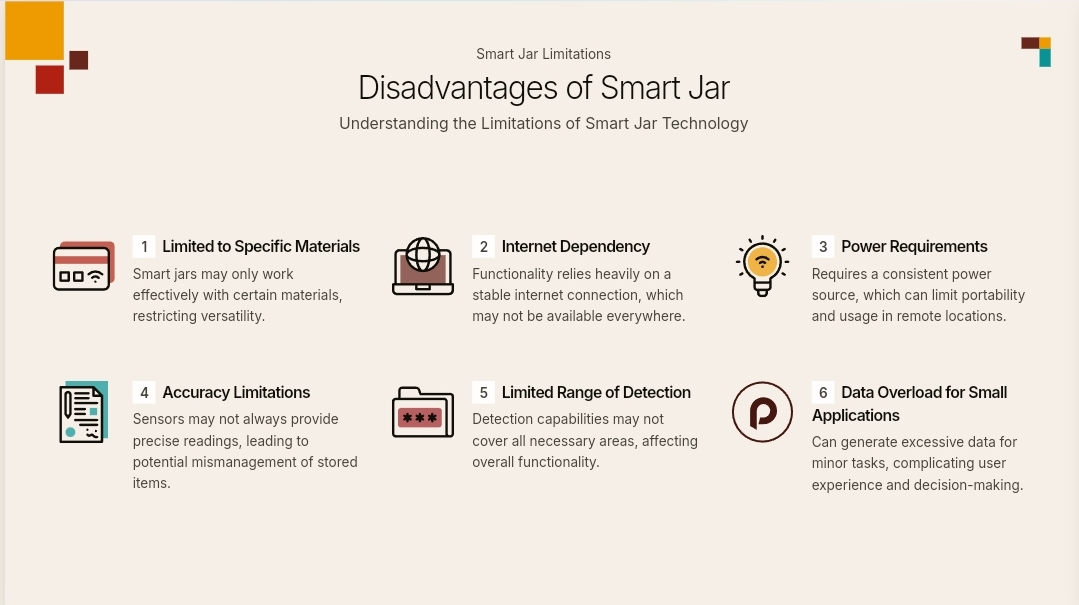 Smart Jar Limitations
Disadvantages of Smart Jar
Understanding the Limitations of Smart Jar Technology
1 Limited to Specific Materials
Smart jars may only work
effectively with certain materials,
restricting versatility.
2 Internet Dependency
Functionality relies heavily on a
stable internet connection, which
may not be available everywhere.
3 Power Requirements
Requires a consistent power
source, which can limit portability
and usage in remote locations.
4 Accuracy Limitations
Sensors may not always provide
precise readings, leading to
potential mismanagement of stored
items.
5 Limited Range of Detection
Detection capabilities may not
cover all necessary areas, affecting
overall functionality.
6 Data Overload for Small
Applications
Can generate excessive data for
minor tasks, complicating user
experience and decision-making.